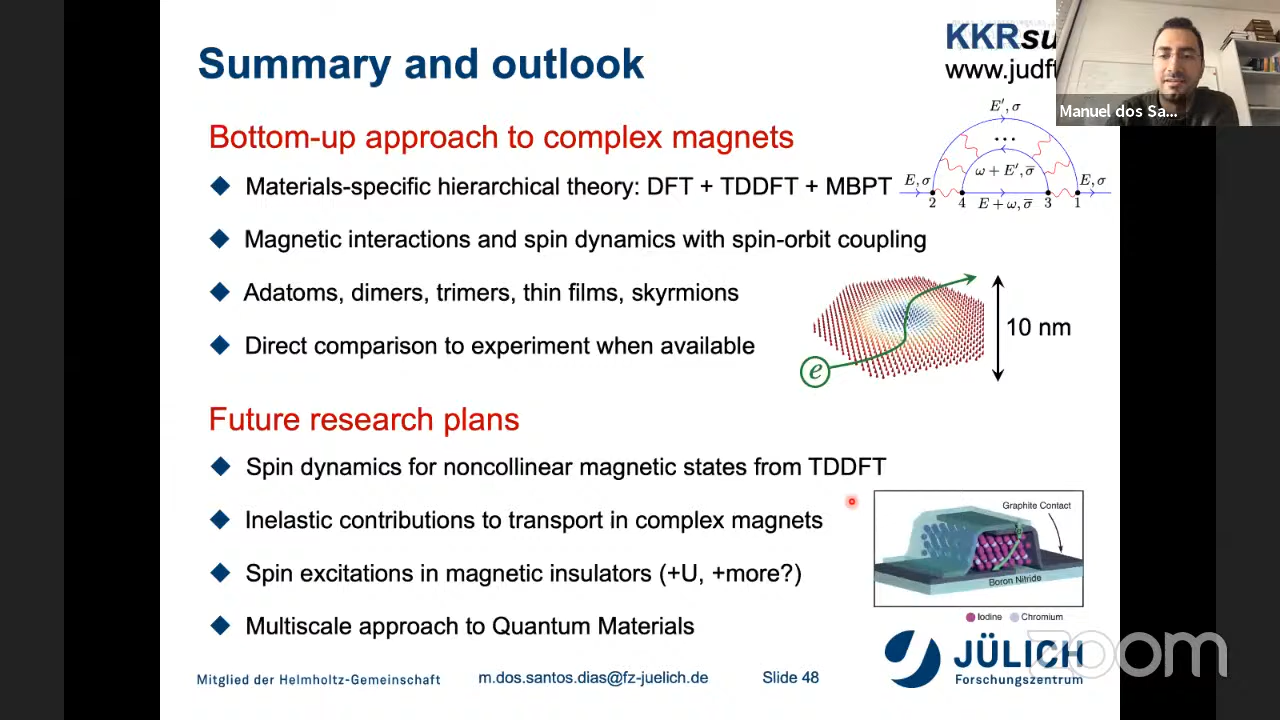 Summary and outlook
KKRsu
www.judft
Manuel dos Sa...
Bottom-up approach to complex magnets
Materials-specific hierarchical theory: DFT + TDDFT + MBPT
Magnetic interactions and spin dynamics with spin-orbit coupling
Adatoms, dimers, trimers, thin films, skyrmions
Direct comparison to experiment when available
E′, σ
...
ω + E′, σ̅
E, σ
E, σ
2 4 E + ω, σ̅ 3 1
10 nm
e
Future research plans
Spin dynamics for noncollinear magnetic states from TDDFT
Inelastic contributions to transport in complex magnets
Spin excitations in magnetic insulators (+U, +more?)
Multiscale approach to Quantum Materials
Graphite Contact
Boron Nitride
Iodine Chromium
JÜLICH
Forschungszentrum
zoom
Mitglied der Helmholtz-Gemeinschaft m.dos.santos.dias@fz-juelich.de Slide 48